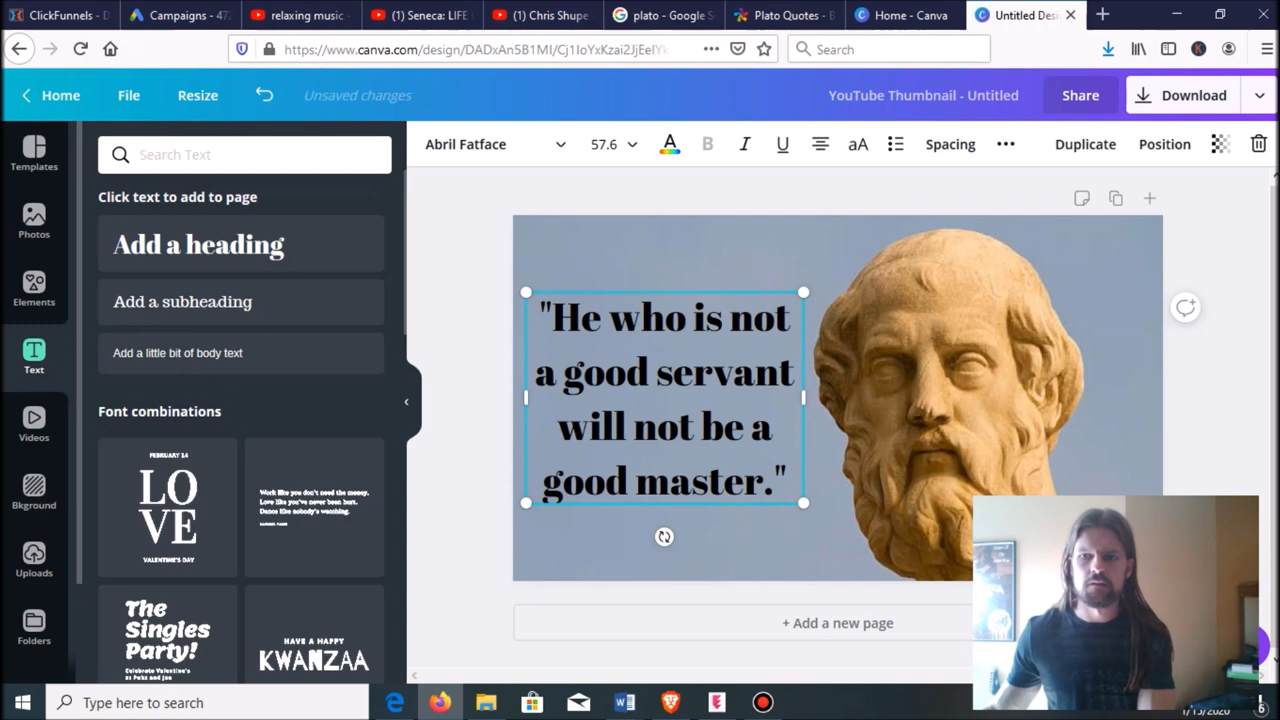 ClickFunnels - D
Campaigns - 47
relaxing music -
(1) Seneca: LIFE
(1) Chris Shupe -
plato - Google S
Plato Quotes - B
Home - Canva
Untitled Des
https://www.canva.com/design/
Search
Home
File
Resize
Unsaved changes
YouTube Thumbnail - Untitled
Share
Download
Templates
Photos
Elements
Text
Videos
Bkground
Uploads
Folders
Search Text
Click text to add to page
Add a heading
Add a subheading
Add a little bit of body text
Font combinations
FEBRUARY 14
LO
VE
VALENTINE'S DAY
Work like you don't need the money.
Love like you've never been hurt.
Dance like nobody's watching.
The
Singles
Party!
Celebrate Valentine's
HAVE A HAPPY
KWANZAA
Abril Fatface
57.6
A
B
I
U
aA
Spacing
Duplicate
Position
"He who is not
a good servant
will not be a
good master."
+ Add a new page
Type here to search